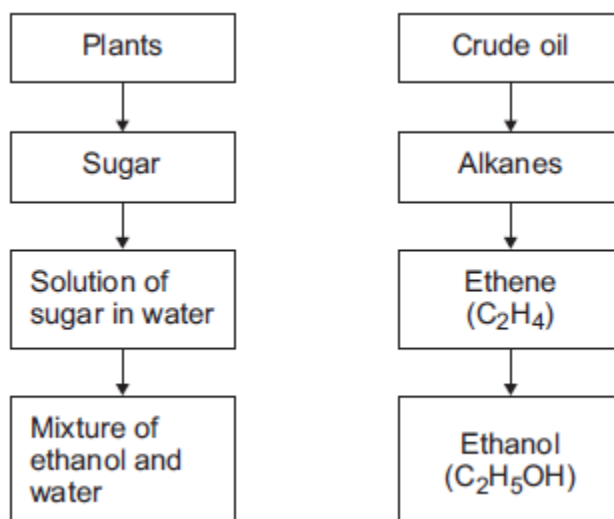 Plants
Sugar
Solution of
sugar in water
Mixture of
ethanol and
water
Crude oil
Alkanes
Ethene
(C₂H₄)
Ethanol
(C₂H₅OH)